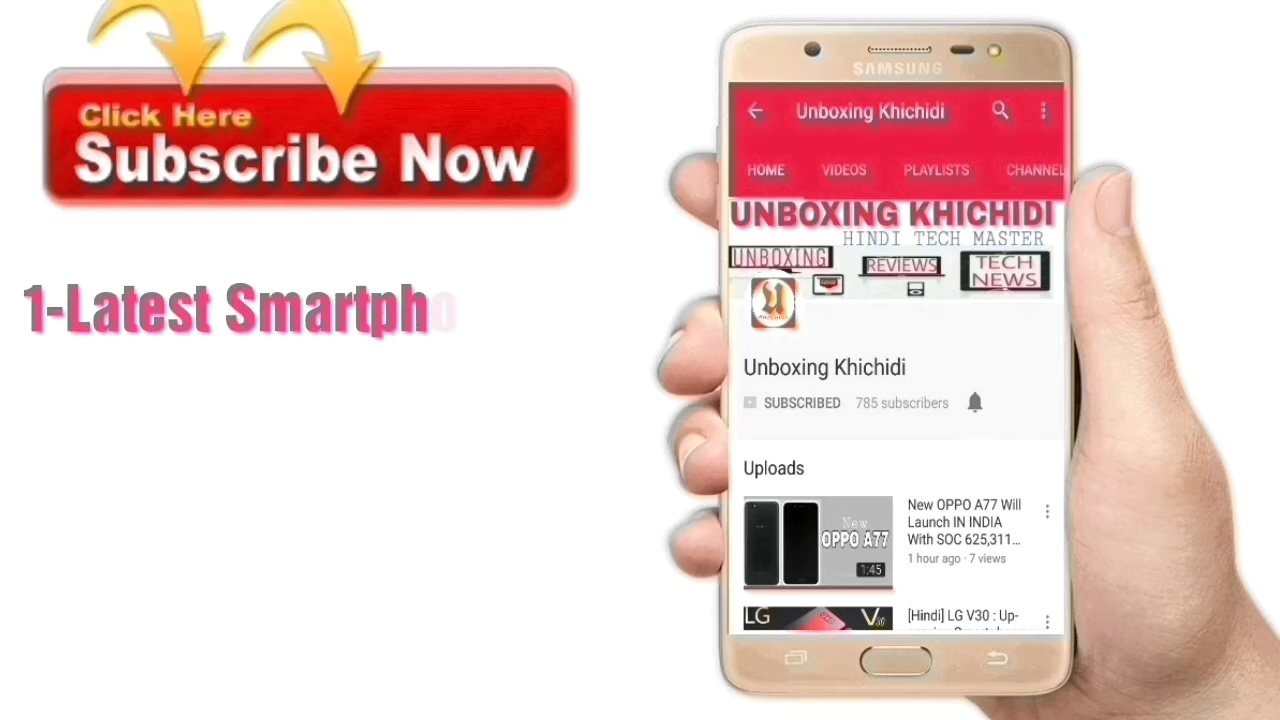 Click Here
Subscribe Now
1-Latest Smartpho
SAMSUNG
Unboxing Khichidi
HOME VIDEOS PLAYLISTS CHANNEL
UNBOXING KHICHIDI
HINDI TECH MASTER
UNBOXING
REVIEWS
TECH
NEWS
Unboxing Khichidi
SUBSCRIBED 785 subscribers
Uploads
New
OPPO A77
1:45
New OPPO A77 Will
Launch IN INDIA
With SOC 625,311...
1 hour ago · 7 views
LG V30
[Hindi] LG V30 : Up-